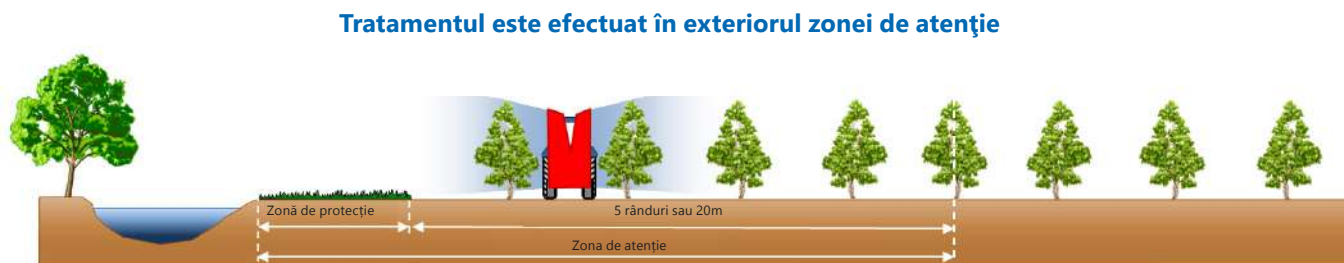 Tratamentul este efectuat în exteriorul zonei de atenţie
Zonă de protecție
5 rânduri sau 20m
Zona de atenție